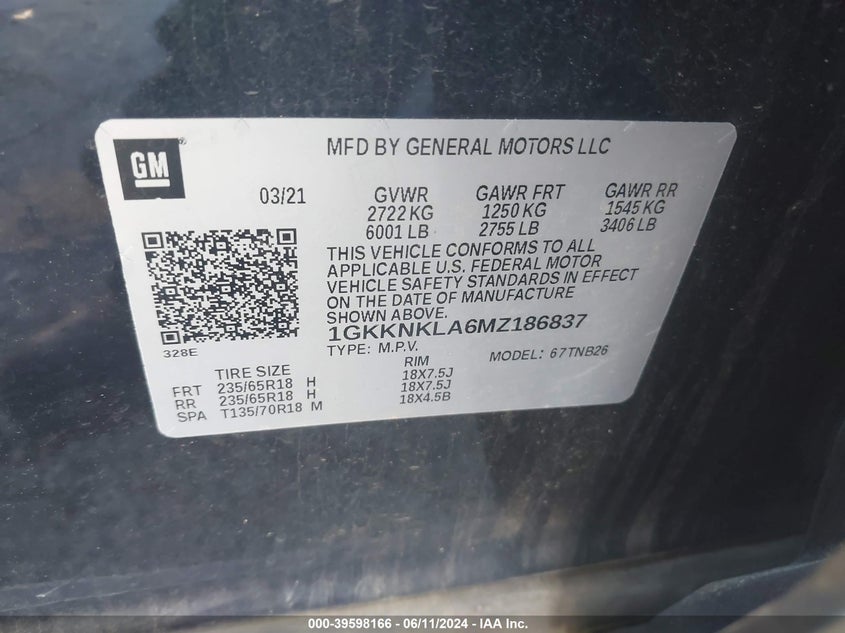 GM ®
MFD BY GENERAL MOTORS LLC
03/21 GVWR GAWR FRT GAWR RR
2722 KG 1250 KG 1545 KG
6001 LB 2755 LB 3406 LB
THIS VEHICLE CONFORMS TO ALL
APPLICABLE U.S. FEDERAL MOTOR
VEHICLE SAFETY STANDARDS IN EFFECT
ON THE DATE OF MANUFACTURE
SHOWN ABOVE.
1GKKNKLA6MZ186837
328E
TYPE: M.P.V. MODEL: 67TNB26
TIRE SIZE RIM
FRT 235/65R18 H 18X7.5J
RR 235/65R18 H 18X7.5J
SPA T135/70R18 M 18X4.5B
000-39598166 - 06/11/2024 - IAA Inc.